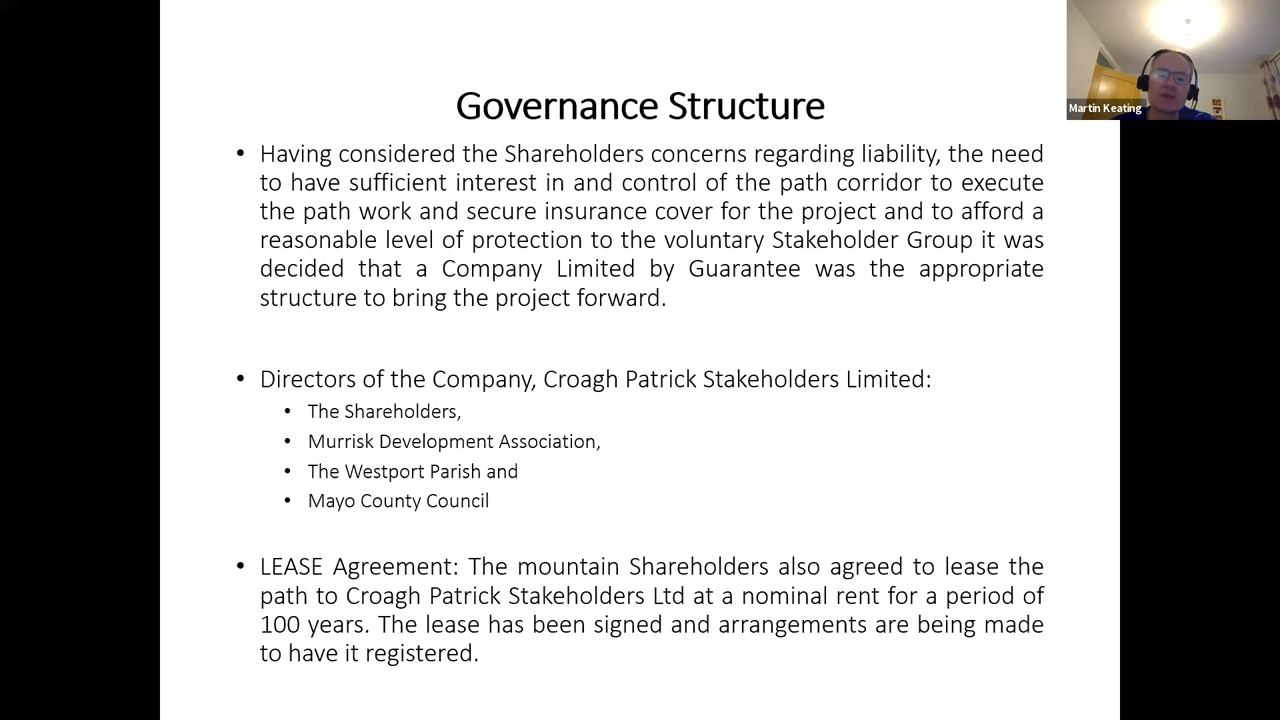 Governance Structure
Martin Keating
• Having considered the Shareholders concerns regarding liability, the need
to have sufficient interest in and control of the path corridor to execute
the path work and secure insurance cover for the project and to afford a
reasonable level of protection to the voluntary Stakeholder Group it was
decided that a Company Limited by Guarantee was the appropriate
structure to bring the project forward.
• Directors of the Company, Croagh Patrick Stakeholders Limited:
• The Shareholders,
• Murrisk Development Association,
• The Westport Parish and
• Mayo County Council
• LEASE Agreement: The mountain Shareholders also agreed to lease the
path to Croagh Patrick Stakeholders Ltd at a nominal rent for a period of
100 years. The lease has been signed and arrangements are being made
to have it registered.